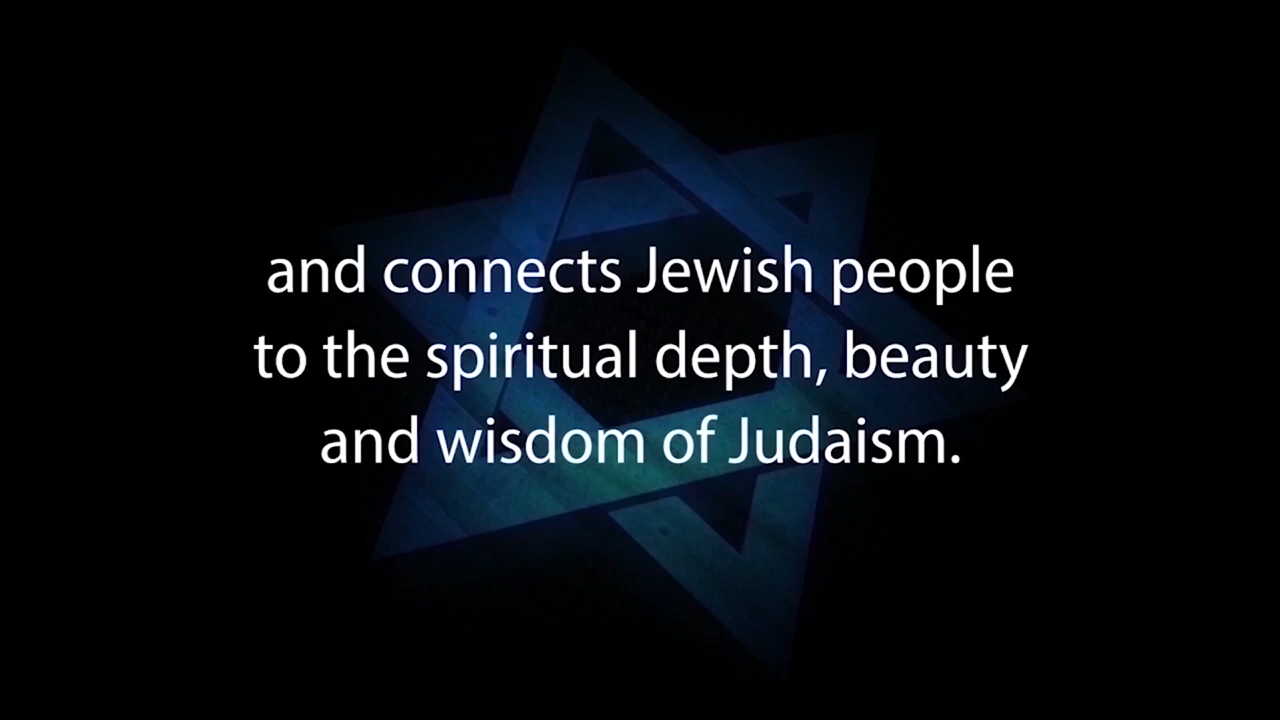 and connects Jewish people
to the spiritual depth, beauty
and wisdom of Judaism.